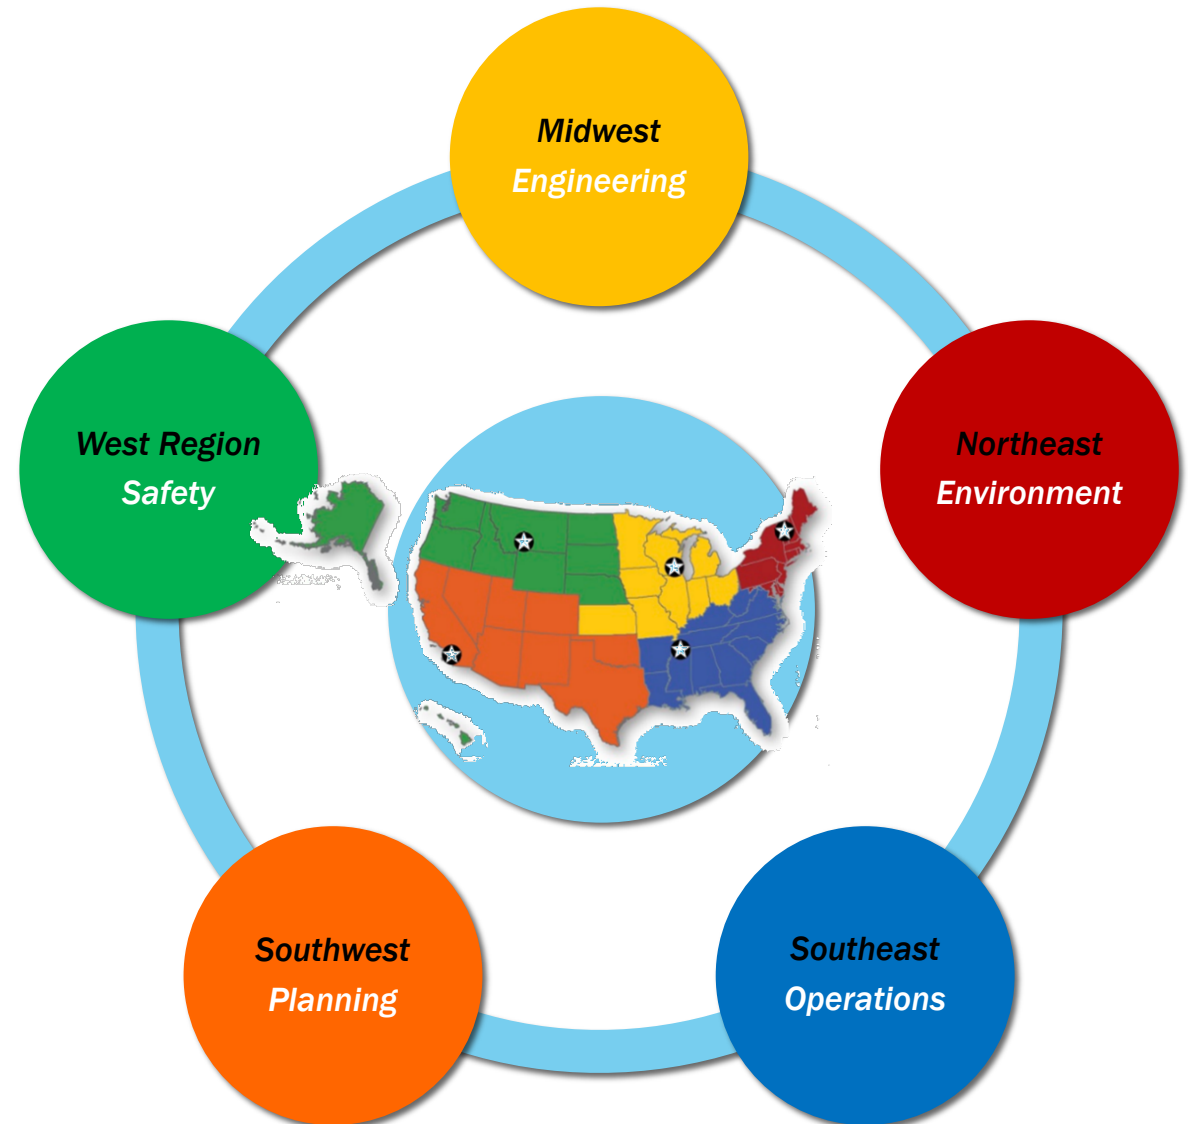 Midwest
Engineering
West Region
Safety
Northeast
Environment
Southwest
Planning
Southeast
Operations